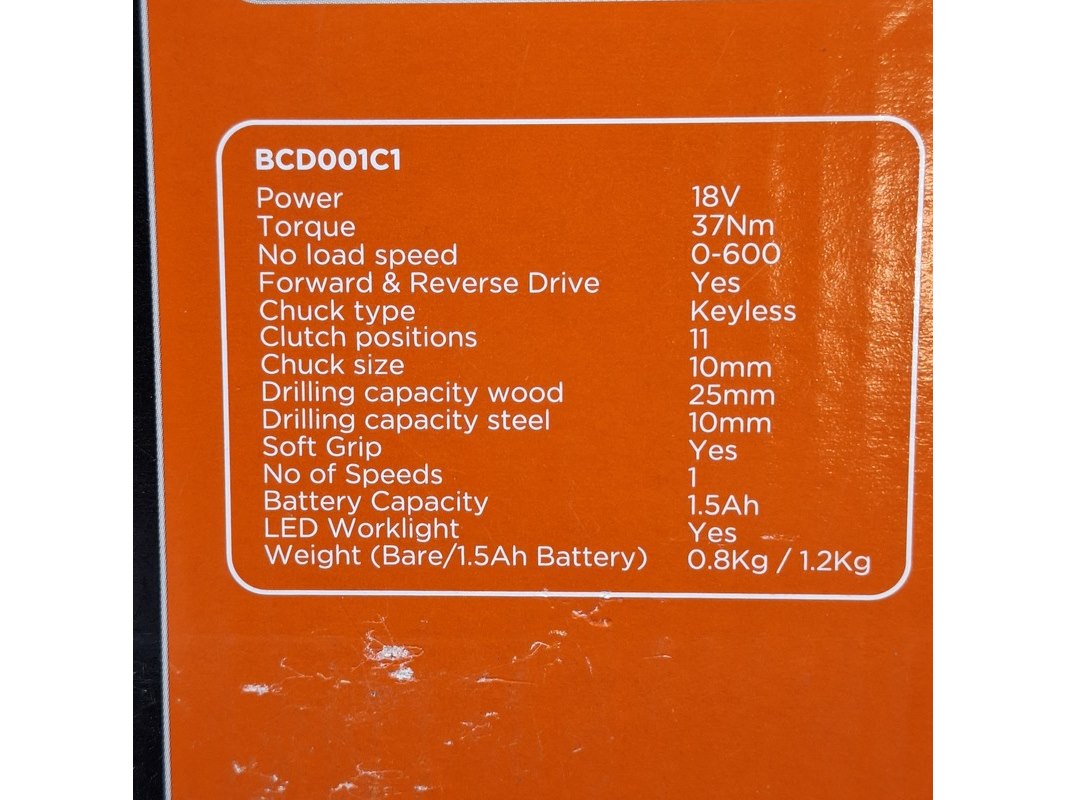 BCD001C1
Power 18V
Torque 37Nm
No load speed 0-600
Forward & Reverse Drive Yes
Chuck type Keyless
Clutch positions 11
Chuck size 10mm
Drilling capacity wood 25mm
Drilling capacity steel 10mm
Soft Grip Yes
No of Speeds 1
Battery Capacity 1.5Ah
LED Worklight Yes
Weight (Bare/1.5Ah Battery) 0.8Kg / 1.2Kg